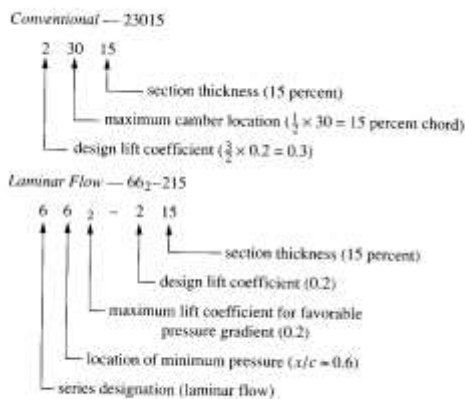 Conventional — 23015
2 30 15
section thickness (15 percent)
maximum camber location (½ × 30 = 15 percent chord)
design lift coefficient (3/2 × 0.2 = 0.3)
Laminar Flow — 66₂–215
6 6 ₂ – 2 15
section thickness (15 percent)
design lift coefficient (0.2)
maximum lift coefficient for favorable
pressure gradient (0.2)
location of minimum pressure (x/c = 0.6)
series designation (laminar flow)